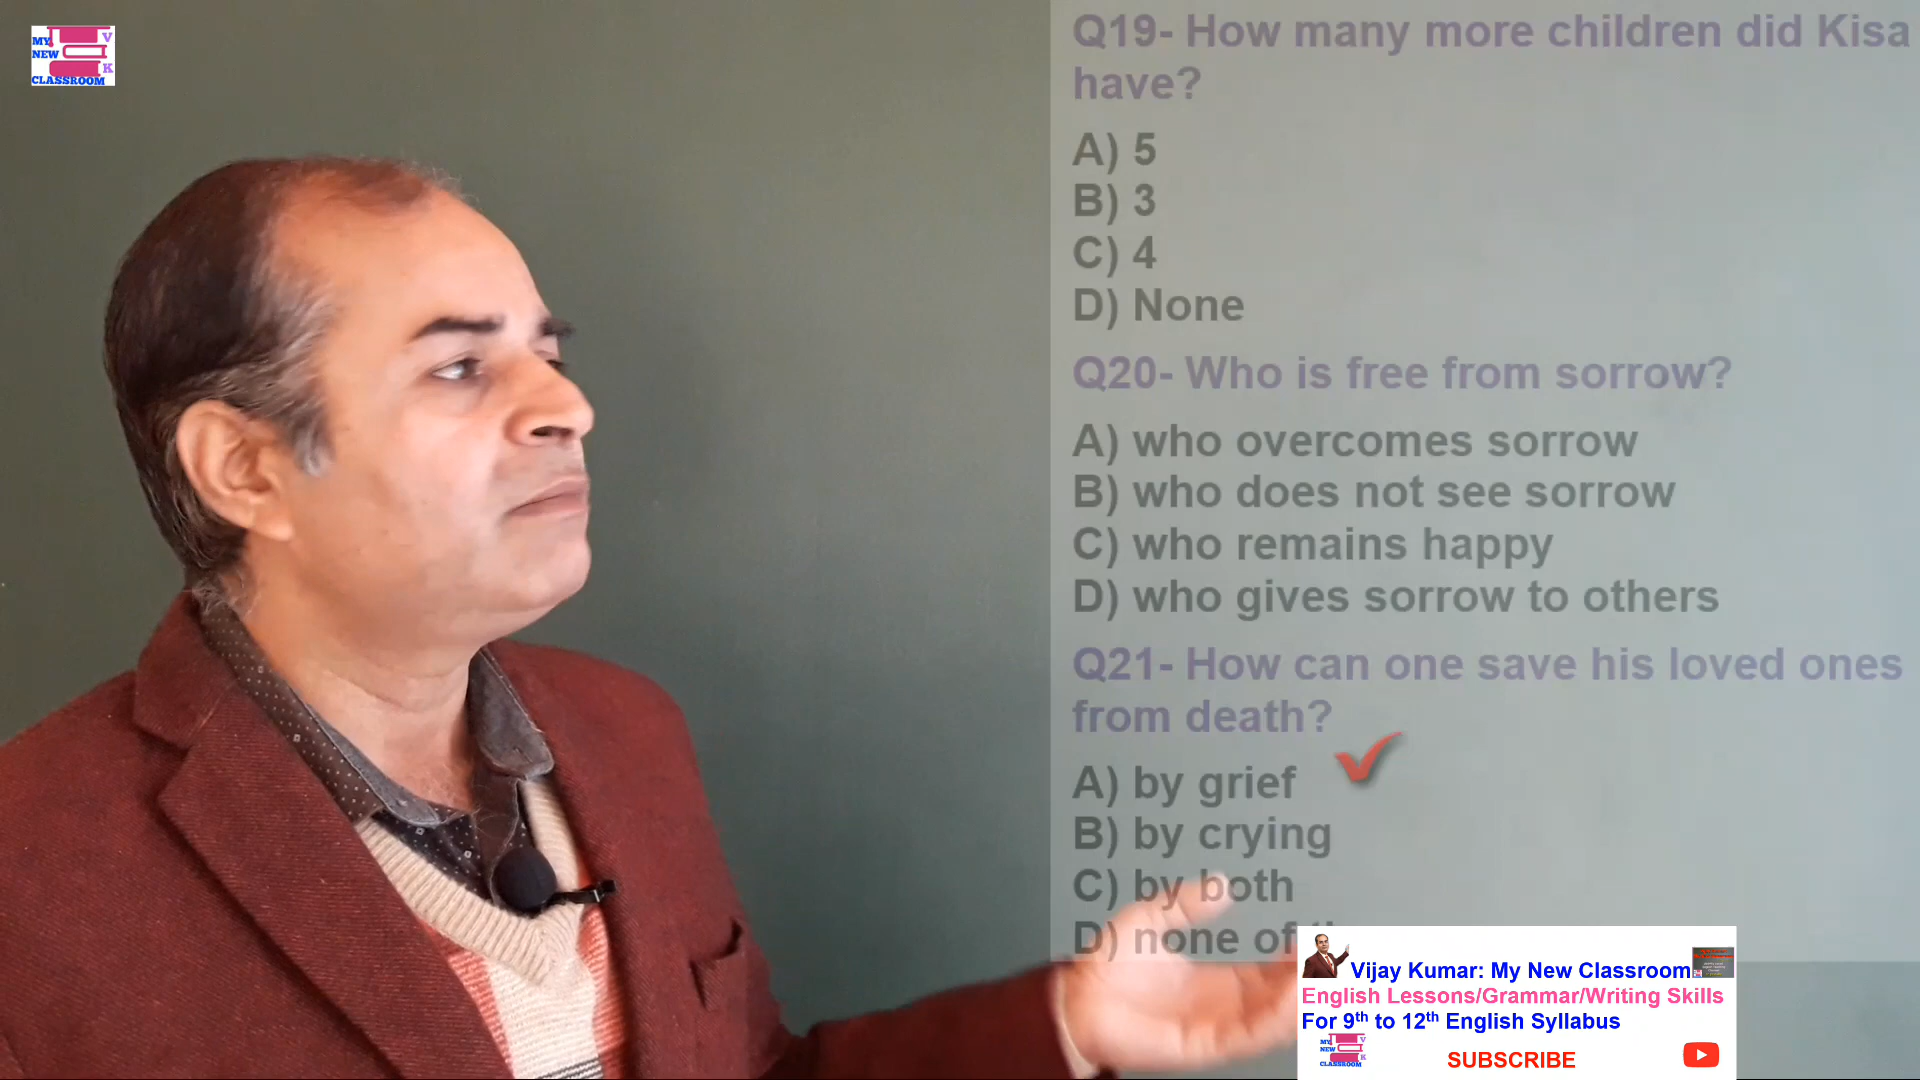 MY
NEW
CLASSROOM
V
K
Q19- How many more children did Kisa
have?
A) 5
B) 3
C) 4
D) None
Q20- Who is free from sorrow?
A) who overcomes sorrow
B) who does not see sorrow
C) who remains happy
D) who gives sorrow to others
Q21- How can one save his loved ones
from death?
A) by grief
B) by crying
C) by both
D) none of
Vijay Kumar: My New Classroom
English Lessons/Grammar/Writing Skills
For 9th to 12th English Syllabus
MY
NEW
CLASSROOM
V
K
SUBSCRIBE